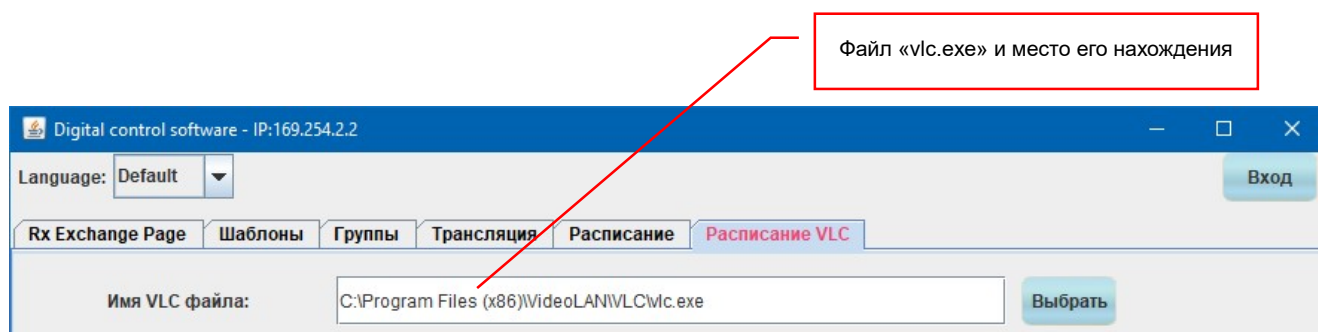 Файл «vlc.exe» и место его нахождения
Digital control software - IP:169.254.2.2
Language: Default
Вход
Rx Exchange Page Шаблоны Группы Трансляция Расписание Расписание VLC
Имя VLC файла: C:\Program Files (x86)\VideoLAN\VLC\vlc.exe Выбрать